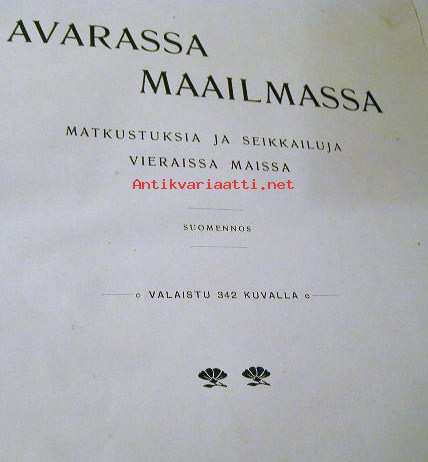 AVARASSA
MAAILMASSA
MATKUSTUKSIA JA SEIKKAILUJA
VIERAISSA MAISSA
Antikvariaatti.net
SUOMENNOS
VALAISTU 342 KUVALLA